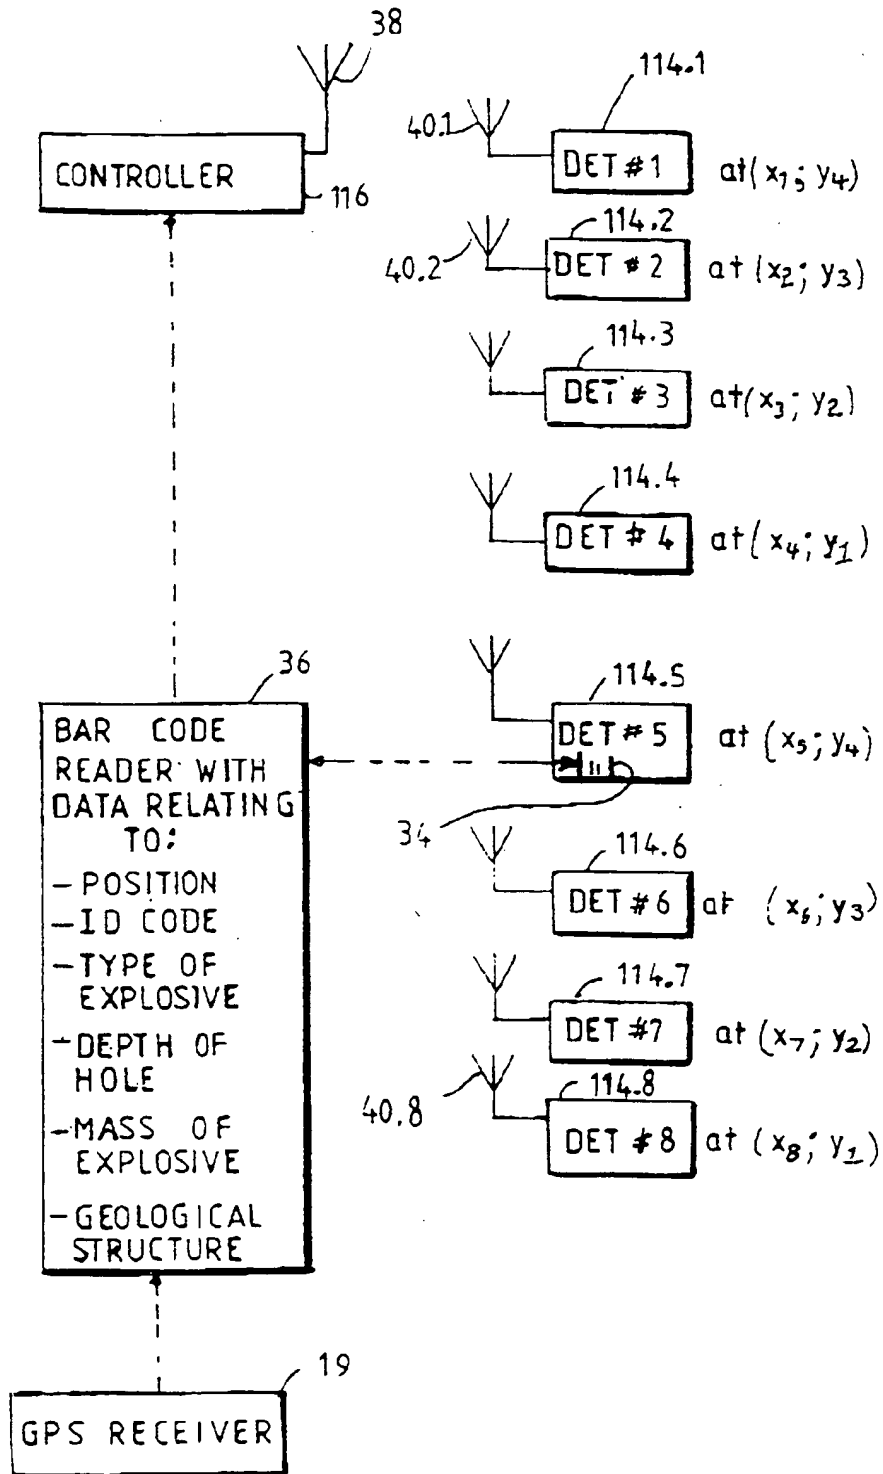 38
CONTROLLER
116
40.1
114.1
DET #1 at (x1; y4)
40.2
114.2
DET #2 at (x2; y3)
114.3
DET #3 at (x3; y2)
114.4
DET #4 at (x4; y1)
36
BAR CODE
READER WITH
DATA RELATING
TO:
- POSITION
- ID CODE
- TYPE OF
EXPLOSIVE
- DEPTH OF
HOLE
- MASS OF
EXPLOSIVE
- GEOLOGICAL
STRUCTURE
114.5
DET #5 at (x5; y4)
34
114.6
DET #6 at (x6; y3)
114.7
DET #7 at (x7; y2)
40.8
114.8
DET #8 at (x8; y1)
19
GPS RECEIVER